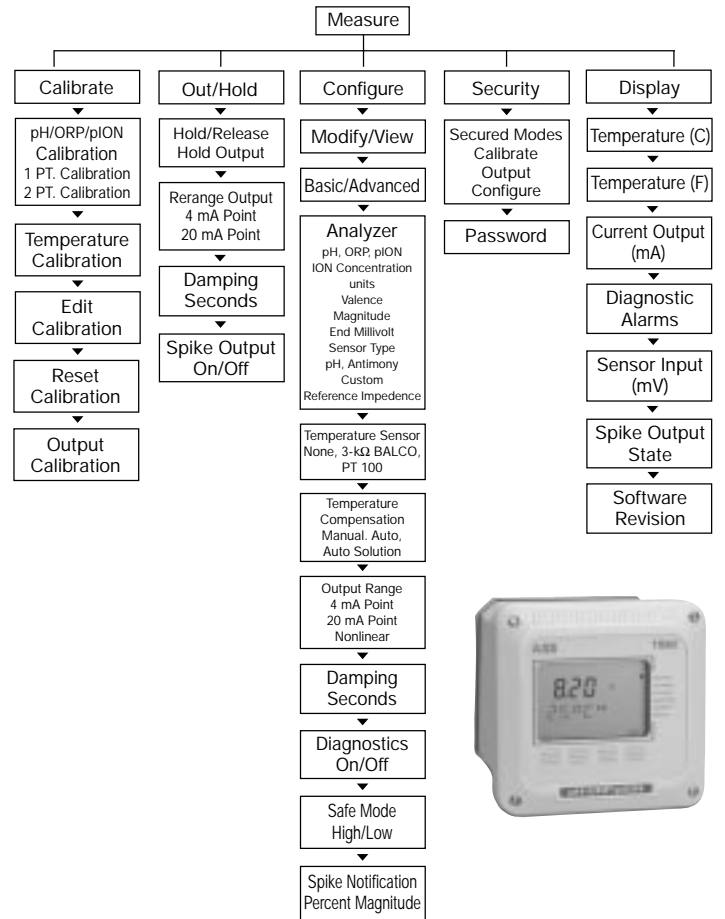 Measure
Calibrate
pH/ORP/pION
Calibration
1 PT. Calibration
2 PT. Calibration
Temperature
Calibration
Edit
Calibration
Reset
Calibration
Output
Calibration
Out/Hold
Hold/Release
Hold Output
Rerange Output
4 mA Point
20 mA Point
Damping
Seconds
Spike Output
On/Off
Configure
Modify/View
Basic/Advanced
Analyzer
pH, ORP, pION
ION Concentration
units
Valence
Magnitude
End Millivolt
Sensor Type
pH, Antimony
Custom
Reference Impedence
Temperature Sensor
None, 3-kΩ BALCO,
PT 100
Temperature
Compensation
Manual. Auto,
Auto Solution
Output Range
4 mA Point
20 mA Point
Nonlinear
Damping
Seconds
Diagnostics
On/Off
Safe Mode
High/Low
Spike Notification
Percent Magnitude
Security
Secured Modes
Calibrate
Output
Configure
Password
Display
Temperature (C)
Temperature (F)
Current Output
(mA)
Diagnostic
Alarms
Sensor Input
(mV)
Spike Output
State
Software
Revision
ABB
8.20